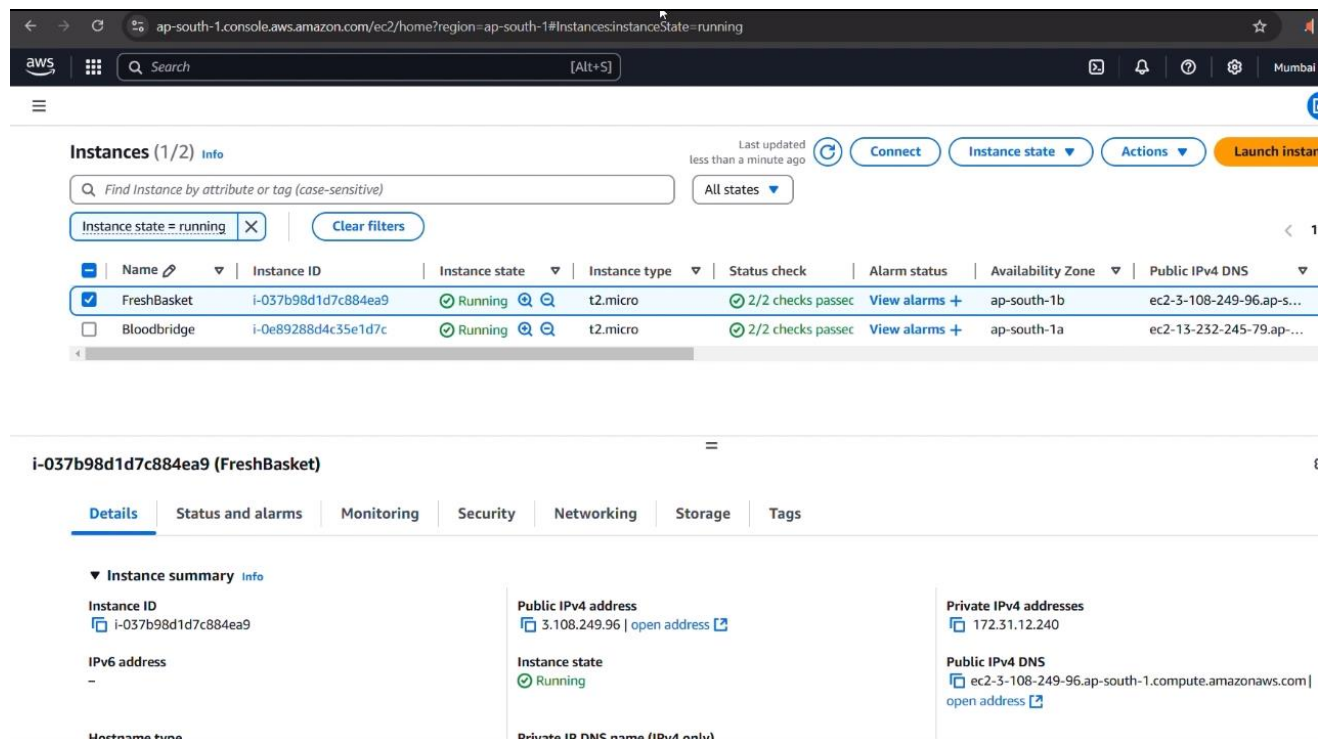 ap-south-1.console.aws.amazon.com/ec2/home?region=ap-south-1#Instances:instanceState=running
aws Search [Alt+S] Mumbai
Instances (1/2) Info Last updated less than a minute ago Connect Instance state Actions Launch instan
Find Instance by attribute or tag (case-sensitive) All states
Instance state = running Clear filters 1
Name Instance ID Instance state Instance type Status check Alarm status Availability Zone Public IPv4 DNS
FreshBasket i-037b98d1d7c884ea9 Running t2.micro 2/2 checks passec View alarms + ap-south-1b ec2-3-108-249-96.ap-s...
Bloodbridge i-0e89288d4c35e1d7c Running t2.micro 2/2 checks passec View alarms + ap-south-1a ec2-13-232-245-79.ap-...
i-037b98d1d7c884ea9 (FreshBasket)
Details Status and alarms Monitoring Security Networking Storage Tags
Instance summary Info
Instance ID Public IPv4 address Private IPv4 addresses
i-037b98d1d7c884ea9 3.108.249.96 | open address 172.31.12.240
IPv6 address Instance state Public IPv4 DNS
– Running ec2-3-108-249-96.ap-south-1.compute.amazonaws.com |
open address
Hostname type Private IP DNS name (IPv4 only)